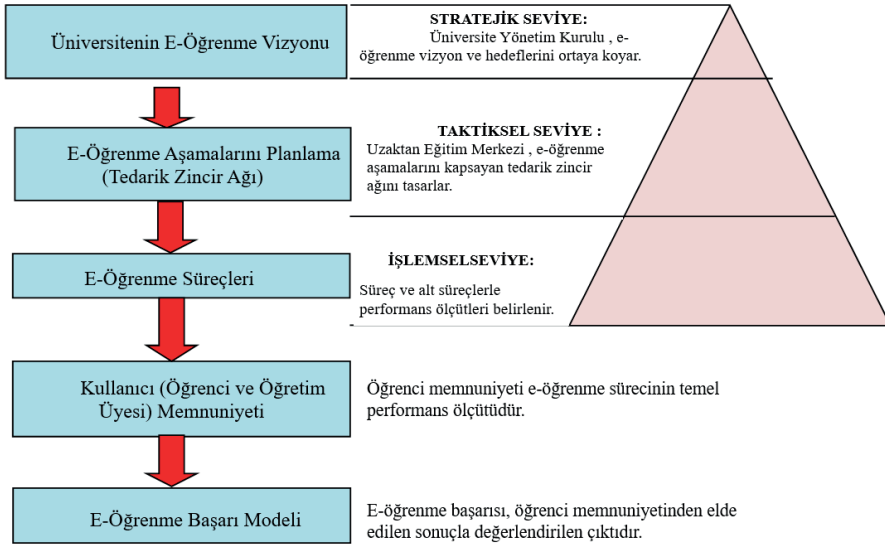 Üniversitenin E-Öğrenme Vizyonu
STRATEJİK SEVİYE:
Üniversite Yönetim Kurulu , e-
öğrenme vizyon ve hedeflerini ortaya koyar.
E-Öğrenme Aşamalarını Planlama
(Tedarik Zincir Ağı)
TAKTİKSEL SEVİYE :
Uzaktan Eğitim Merkezi , e-öğrenme
aşamalarını kapsayan tedarik zincir
ağını tasarlar.
E-Öğrenme Süreçleri
İŞLEMSELSEVİYE:
Süreç ve alt süreçlerle
performans ölçütleri belirlenir.
Kullanıcı (Öğrenci ve Öğretim
Üyesi) Memnuniyeti
Öğrenci memnuniyeti e-öğrenme sürecinin temel
performans ölçütüdür.
E-Öğrenme Başarı Modeli
E-öğrenme başarısı, öğrenci memnuniyetinden elde
edilen sonuçla değerlendirilen çıktıdır.